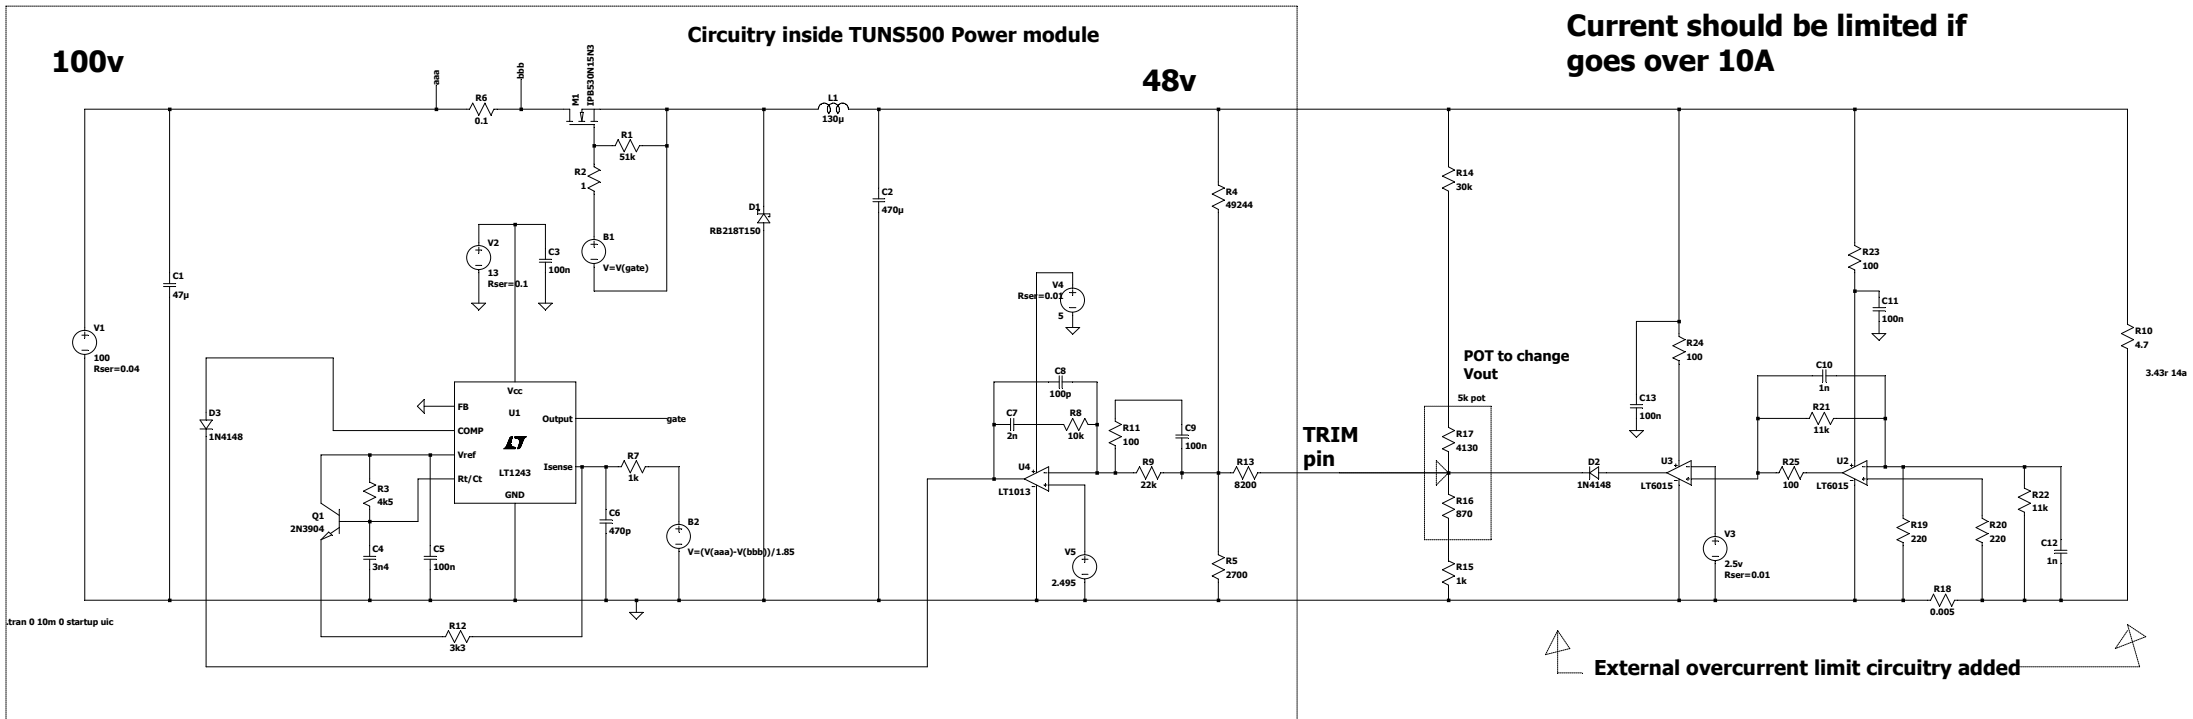 Circuitry inside TUNS500 Power module
Current should be limited if
goes over 10A
100v
48v
aaa
bbb
R6
0.1
M1
IPB530N15N3
R1
51k
R2
1
B1
V=V(gate)
V2
13
Rser=0.1
C3
100n
D1
RB218T150
L1
130µ
C2
470µ
C1
47µ
V1
100
Rser=0.04
D3
1N4148
Vcc
FB
U1
Output
gate
COMP
Vref
LT1243
Isense
Rt/Ct
GND
R3
4k5
Q1
2N3904
C4
3n4
C5
100n
R7
1k
C6
470p
B2
V=(V(aaa)-V(bbb))/1.85
R12
3k3
.tran 0 10m 0 startup uic
V4
Rser=0.01
5
C8
100p
C7
2n
R8
10k
R11
100
C9
100n
U4
LT1013
R9
22k
V5
2.495
R4
49244
R13
8200
R5
2700
TRIM
pin
R14
30k
POT to change
Vout
5k pot
R17
4130
R16
870
R15
1k
D2
1N4148
U3
LT6015
C13
100n
R24
100
V3
2.5v
Rser=0.01
R23
100
C11
100n
C10
1n
R21
11k
R25
100
U2
LT6015
R19
220
R20
220
R22
11k
C12
1n
R18
0.005
R10
4.7
3.43r 14a
External overcurrent limit circuitry added